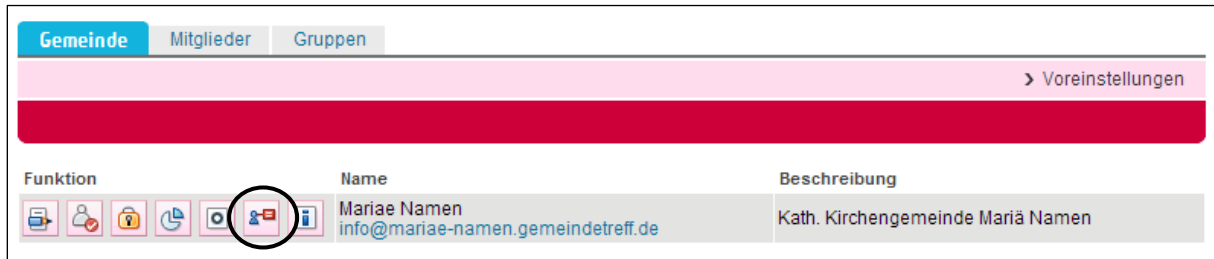 Gemeinde Mitglieder Gruppen
Voreinstellungen
Funktion Name Beschreibung
Mariae Namen
info@mariae-namen.gemeindetreff.de
Kath. Kirchengemeinde Mariä Namen